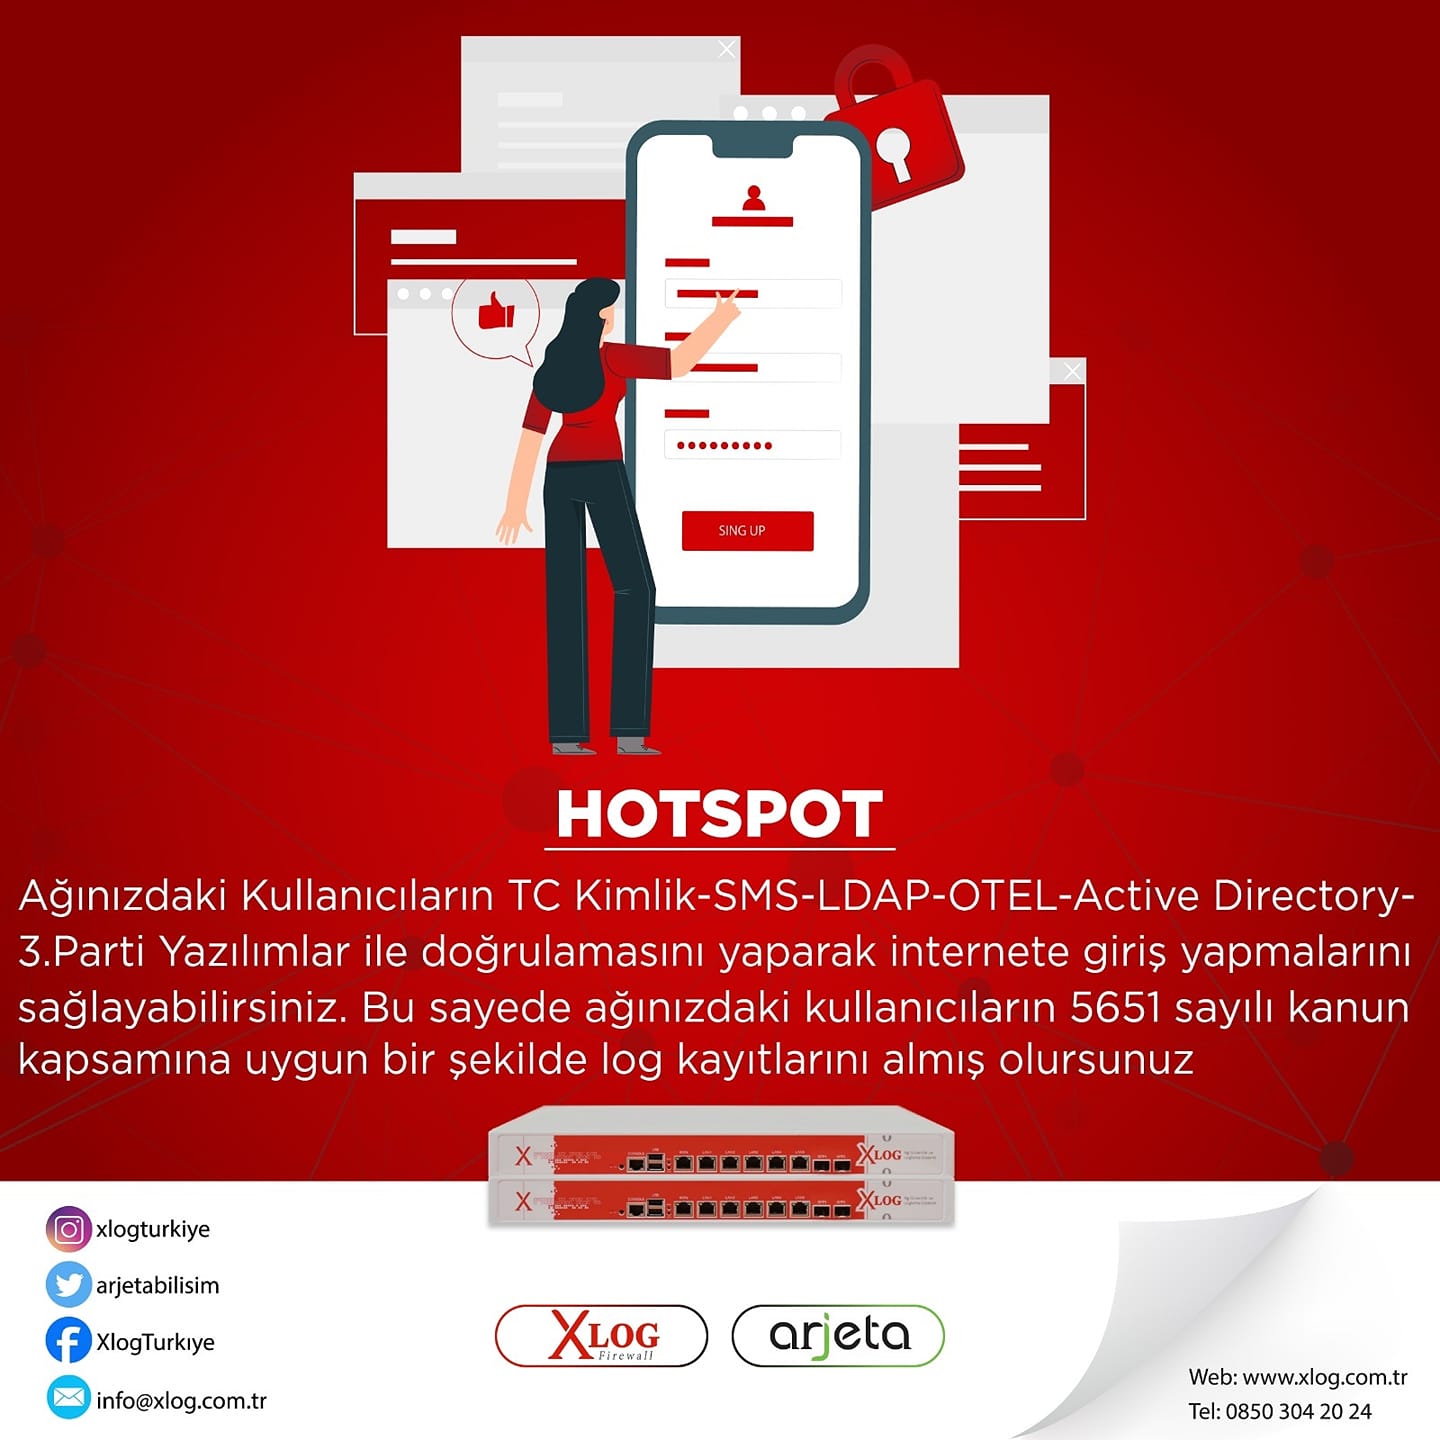 SING UP
HOTSPOT
Ağınızdaki Kullanıcıların TC Kimlik-SMS-LDAP-OTEL-Active Directory-
3.Parti Yazılımlar ile doğrulamasını yaparak internete giriş yapmalarını
sağlayabilirsiniz. Bu sayede ağınızdaki kullanıcıların 5651 sayılı kanun
kapsamına uygun bir şekilde log kayıtlarını almış olursunuz
X CONSOLE XLOG
X XLOG
xlogturkiye
arjetabilisim
XlogTurkıye
info@xlog.com.tr
XLOG
Firewall
arjeta
Web: www.xlog.com.tr
Tel: 0850 304 20 24